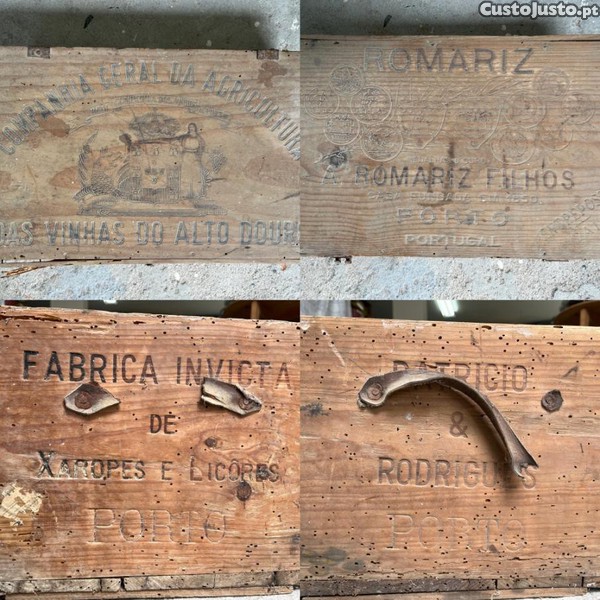 CustoJusto.pt
COMPANHIA GERAL DA AGRICULTURA
DAS VINHAS DO ALTO DOURO
ROMARIZ
A. ROMARIZ FILHOS
PORTO
PORTUGAL
FABRICA INVICTA
DE
XAROPES E LICÔRES
PORTO
PATRICIO
&
RODRIGUES
PORTO